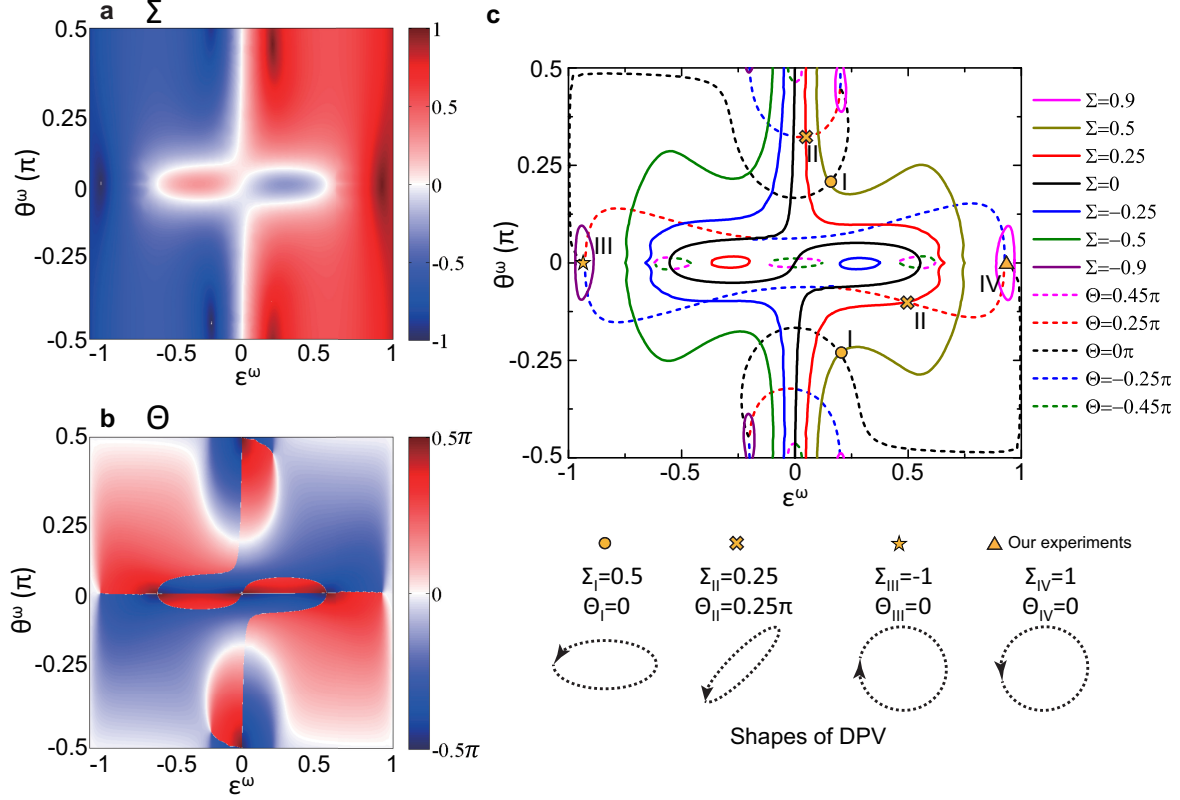 a Σ
0.5
0.25
0
-0.25
-0.5
θ^ω (π)
-1 -0.5 0 0.5 1
ε^ω
1
0.5
0
-0.5
-1
b Θ
0.5
0.25
0
-0.25
-0.5
θ^ω (π)
-1 -0.5 0 0.5 1
ε^ω
0.5π
-0.5π
c
0.5
0.25
0
-0.25
-0.5
θ^ω (π)
-1 -0.5 0 0.5 1
ε^ω
II
I
III
IV
II
I
Σ=0.9
Σ=0.5
Σ=0.25
Σ=0
Σ=−0.25
Σ=−0.5
Σ=−0.9
Θ=0.45π
Θ=0.25π
Θ=0π
Θ=−0.25π
Θ=−0.45π
Our experiments
Σ_I=0.5 Σ_II=0.25 Σ_III=-1 Σ_IV=1
Θ_I=0 Θ_II=0.25π Θ_III=0 Θ_IV=0
Shapes of DPV